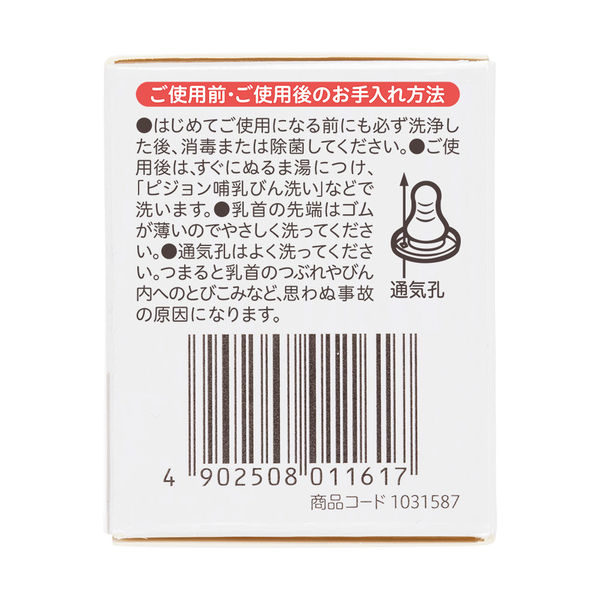 ご使用前・ご使用後のお手入れ方法
●はじめてご使用になる前にも必ず洗浄し
た後、消毒または除菌してください。●ご使
用後は、すぐにぬるま湯につけ、
「ピジョン哺乳びん洗い」などで
洗います。●乳首の先端はゴム
が薄いのでやさしく洗ってくださ
い。●通気孔はよく洗ってくださ
い。つまると乳首のつぶれやびん
内へのとびこみなど、思わぬ事故
の原因になります。
通気孔
4 902508 011617
商品コード 1031587